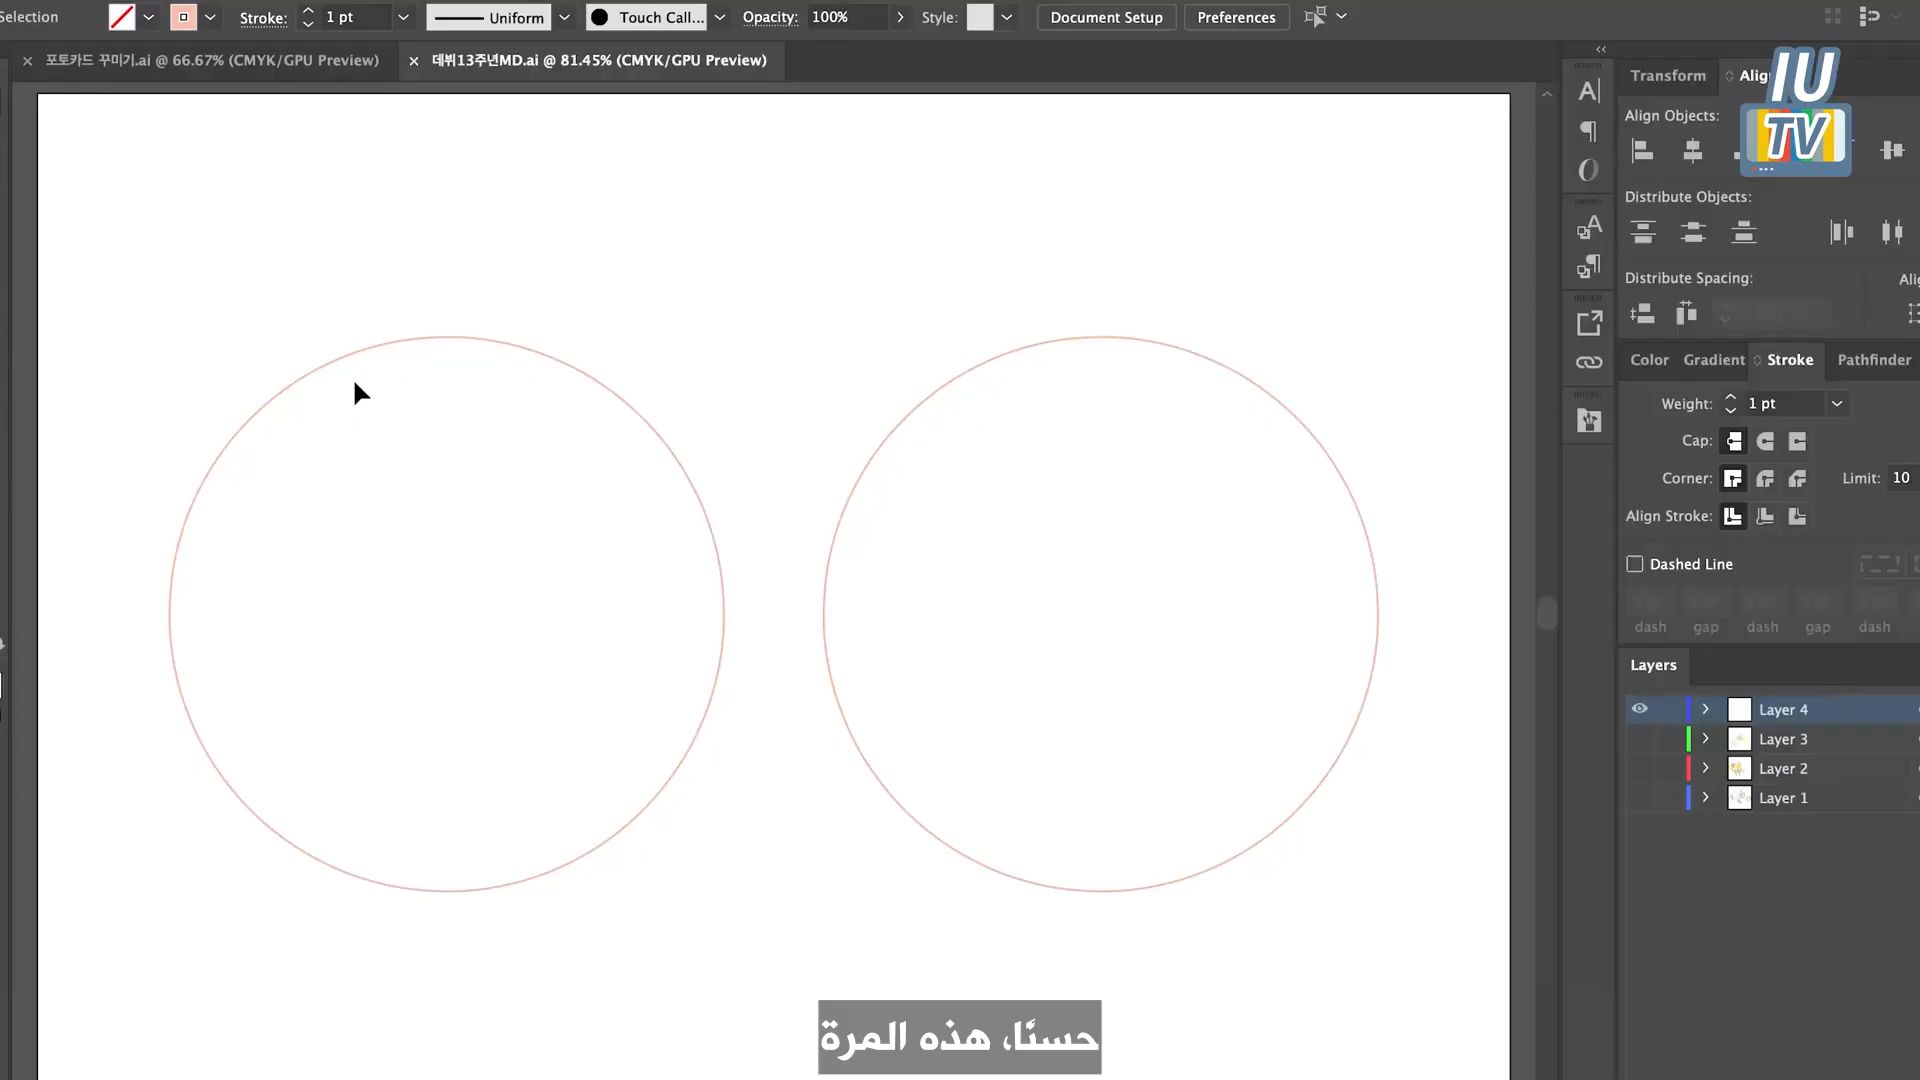 Selection
Stroke: 1 pt Uniform Touch Call... Opacity: 100% Style: Document Setup Preferences
포토카드 꾸미기.ai @ 66.67% (CMYK/GPU Preview)
데뷔13주년MD.ai @ 81.45% (CMYK/GPU Preview)
Transform Alig
IU
TV
Align Objects:
Distribute Objects:
Distribute Spacing: Alig
Color Gradient Stroke Pathfinder
Weight: 1 pt
Cap:
Corner: Limit: 10
Align Stroke:
Dashed Line
dash gap dash gap dash
Layers
Layer 4
Layer 3
Layer 2
Layer 1
حسنًا، هذه المرة